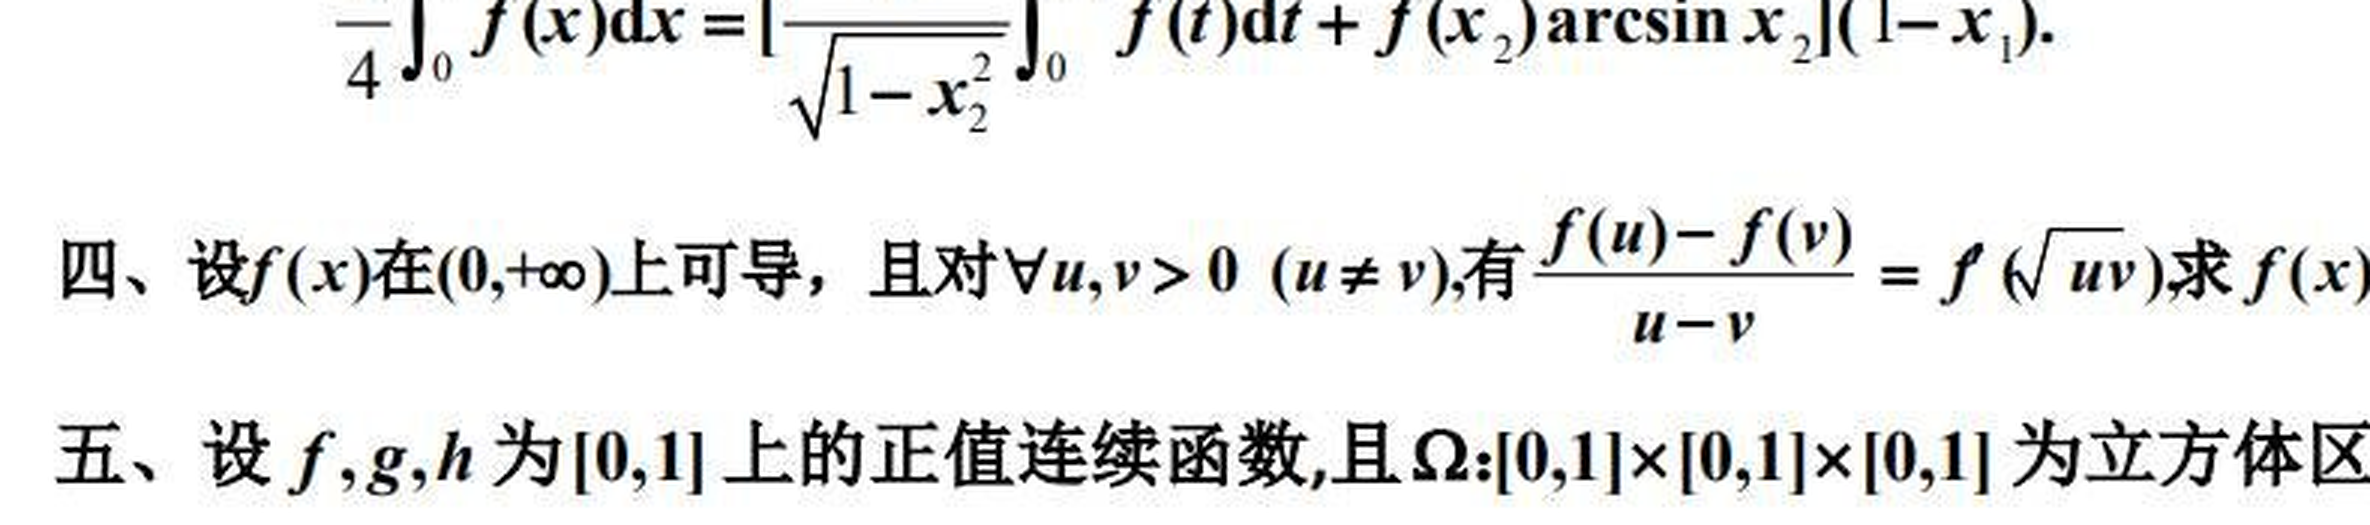 4 ∫₀ f(x)dx = [ √(1−x₂²) ∫₀ f(t)dt + f(x₂)arcsin x₂](1−x₁).
四、设f(x)在(0,+∞)上可导，且对∀u,v>0 (u≠v),有 (f(u)−f(v))/(u−v) = f′(√uv)求f(x)
五、设 f,g,h 为[0,1] 上的正值连续函数,且Ω:[0,1]×[0,1]×[0,1] 为立方体区